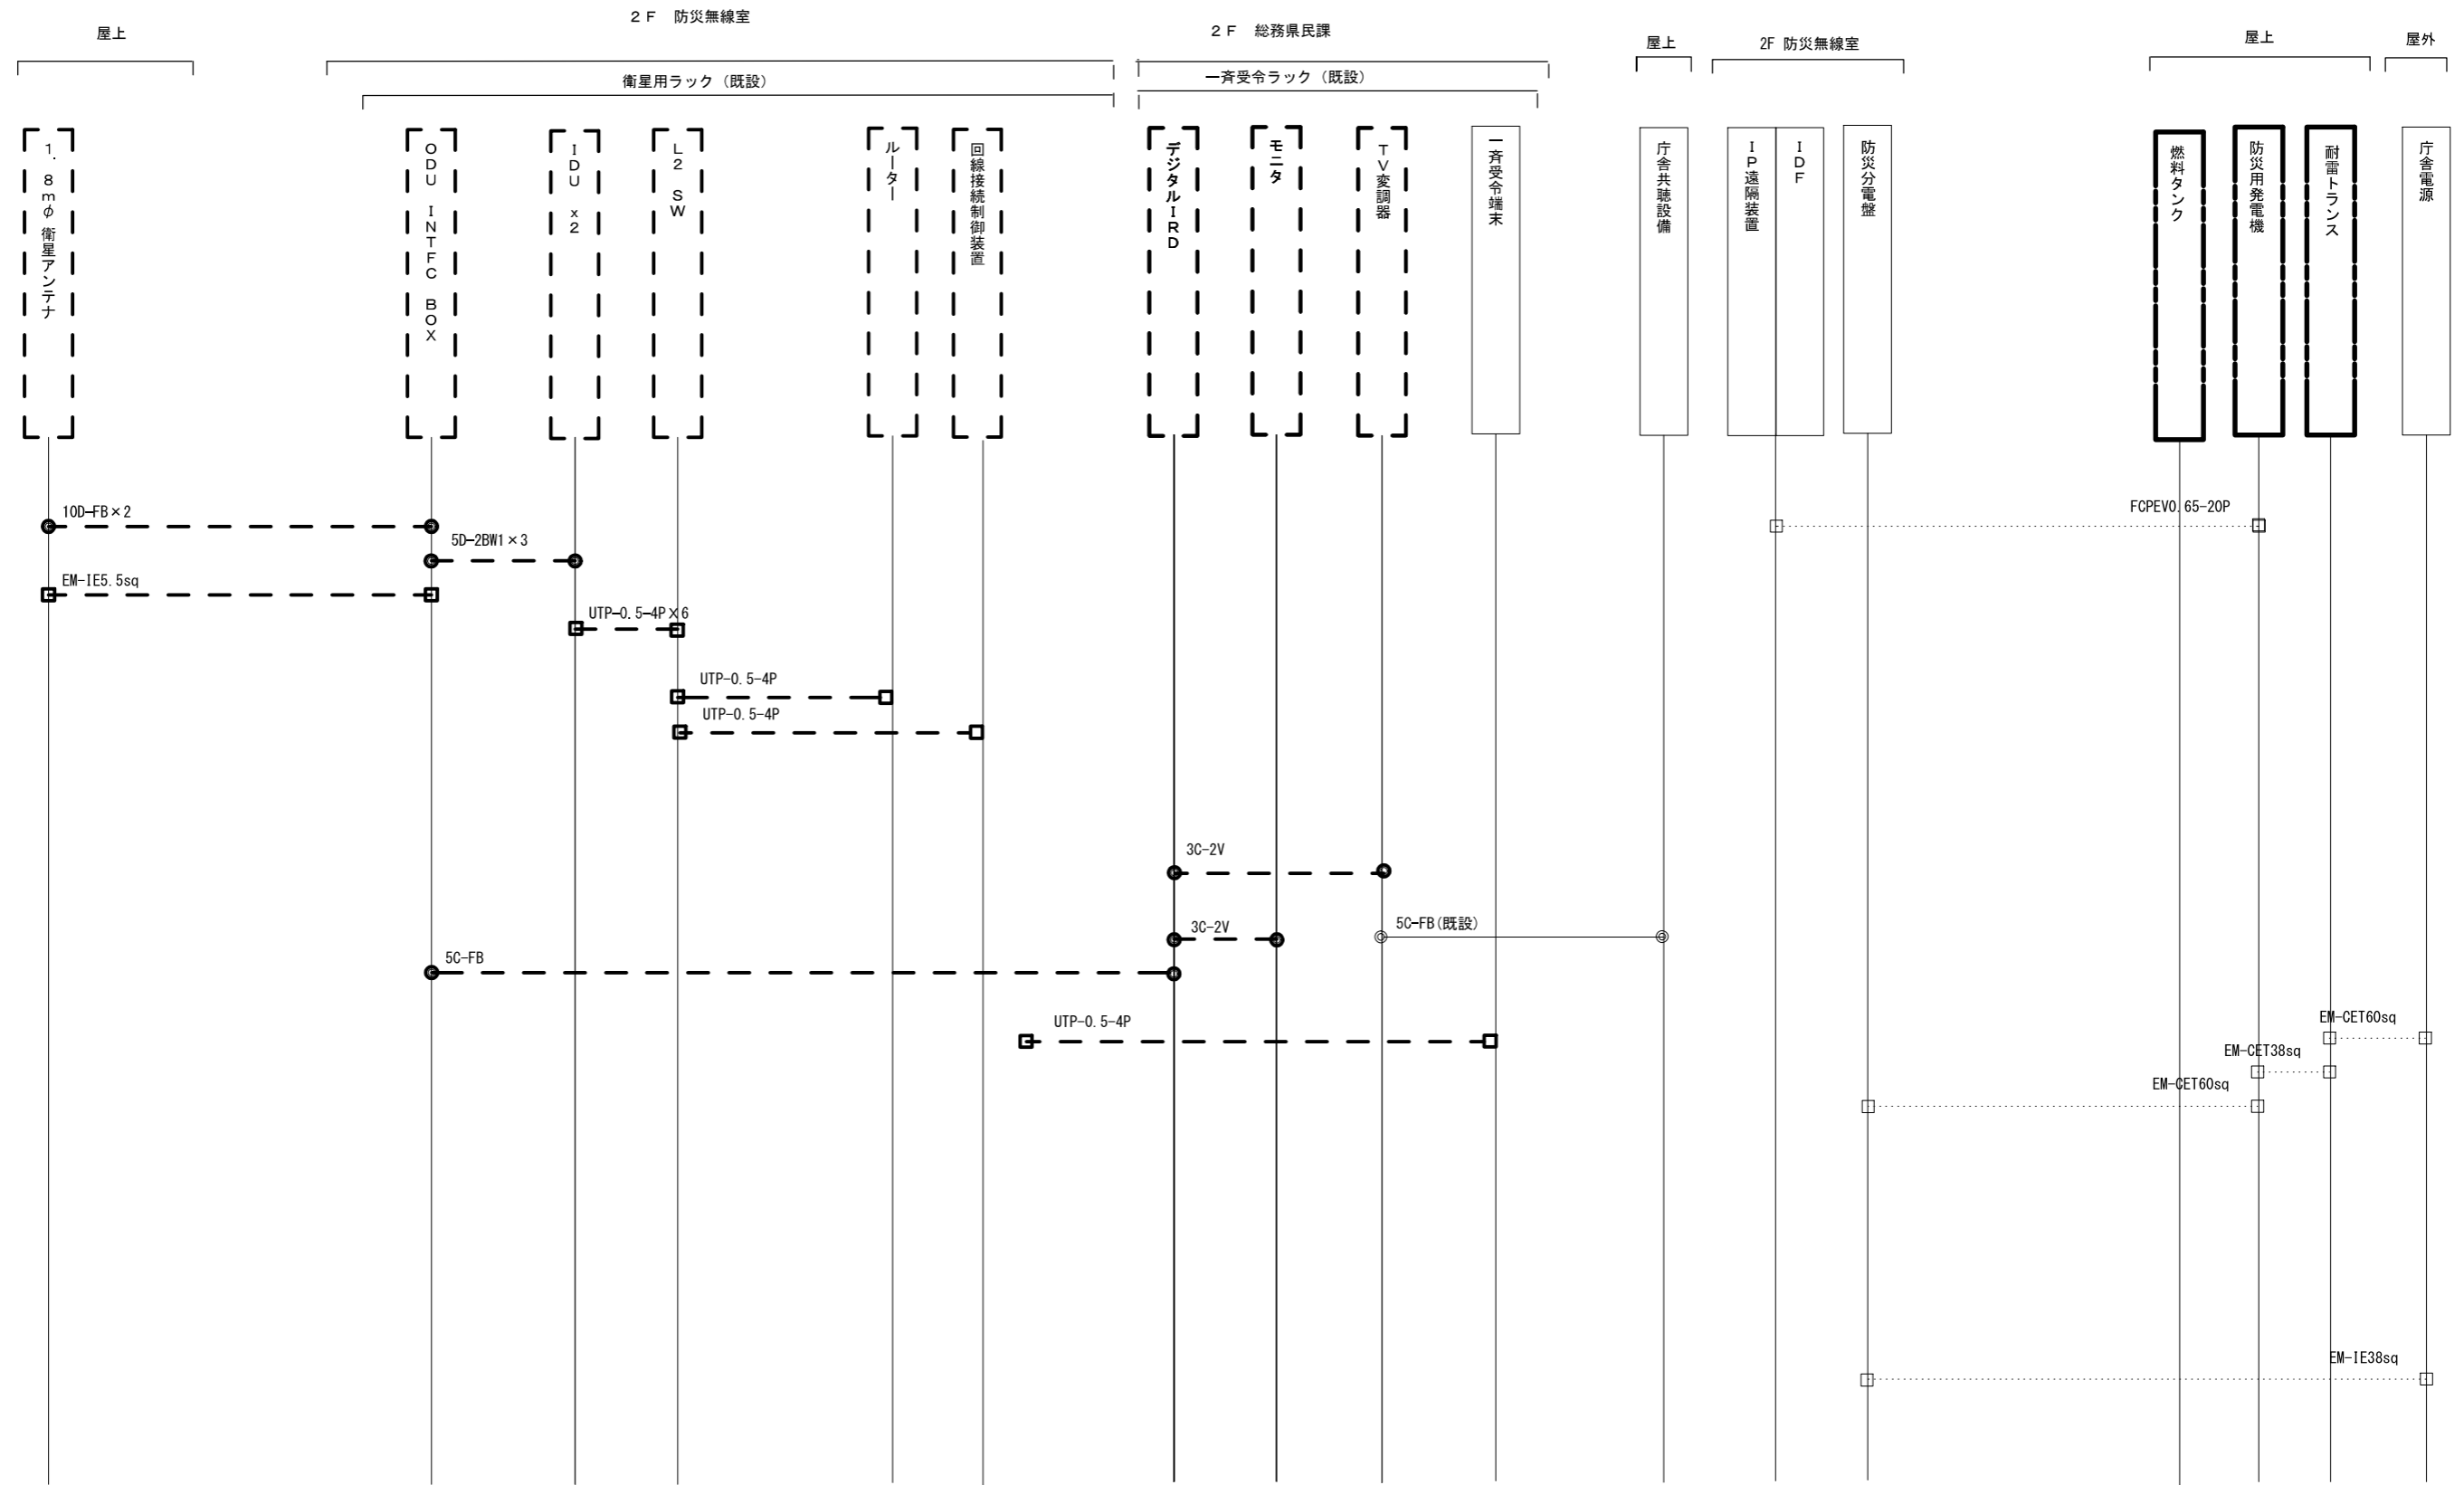 ２Ｆ　防災無線室
２Ｆ　総務県民課
屋上
屋上
2F 防災無線室
屋上
屋外
衛星用ラック（既設）
一斉受令ラック（既設）
１．８ｍφ衛星アンテナ
ＯＤＵ　ＩＮＴＦＣ　ＢＯＸ
ＩＤＵ　x2
Ｌ２　ＳＷ
ルーター
回線接続制御装置
デジタルＩＲＤ
モニタ
ＴＶ変調器
一斉受令端末
庁舎共聴設備
ＩＰ遠隔装置
ＩＤＦ
防災分電盤
燃料タンク
防災用発電機
耐雷トランス
庁舎電源
10D-FB×2
FCPEV0.65-20P
5D-2BW1×3
EM-IE5.5sq
UTP-0.5-4P×6
UTP-0.5-4P
UTP-0.5-4P
3C-2V
3C-2V
5C-FB(既設)
5C-FB
UTP-0.5-4P
EM-CET60sq
EM-CET38sq
EM-CET60sq
EM-IE38sq